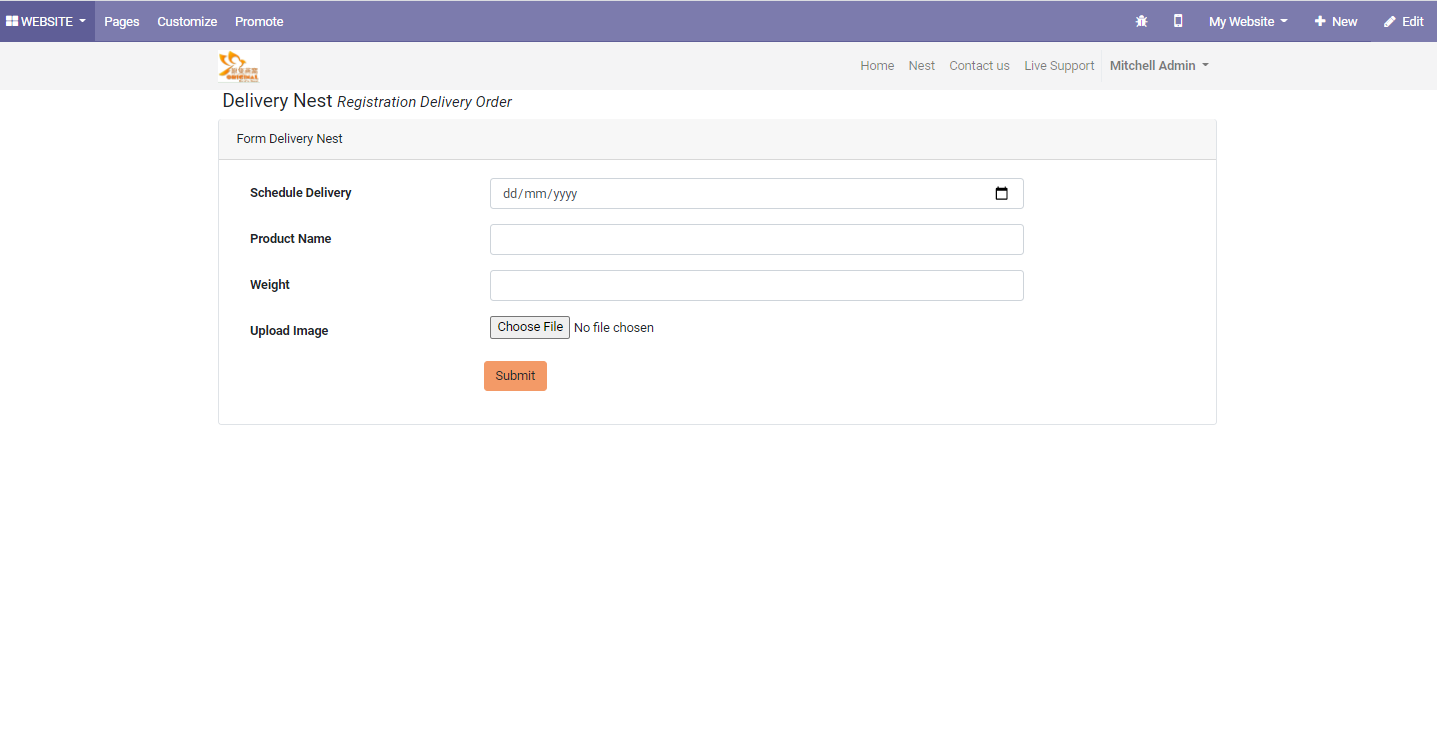 WEBSITE Pages Customize Promote My Website New Edit
ORIGINAL
Home Nest Contact us Live Support Mitchell Admin
Delivery Nest Registration Delivery Order
Form Delivery Nest
Schedule Delivery dd/mm/yyyy
Product Name
Weight
Upload Image Choose File No file chosen
Submit